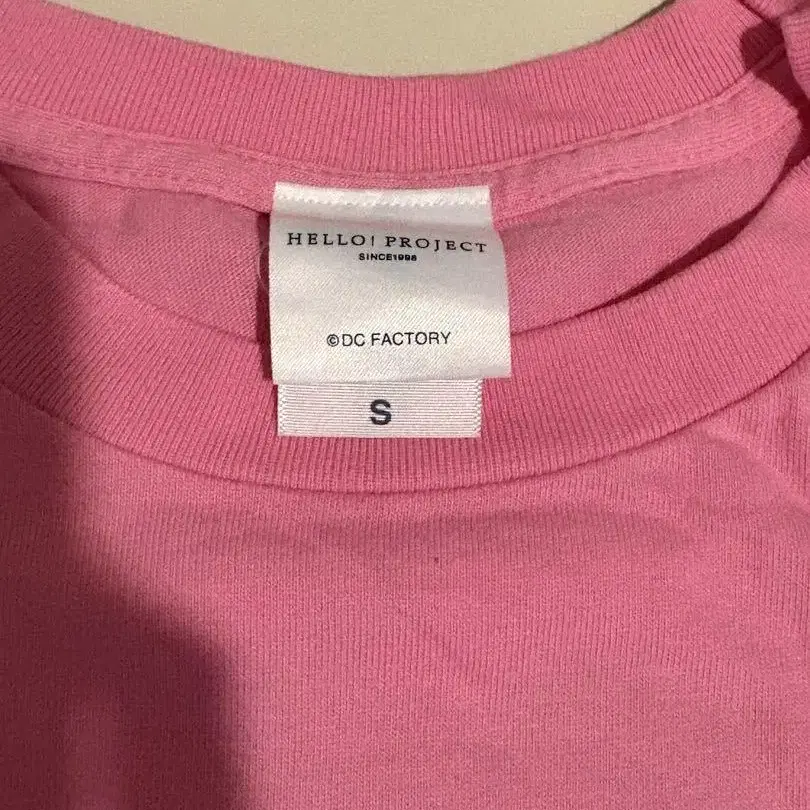 HELLO! PROJECT
SINCE1998
©DC FACTORY
S